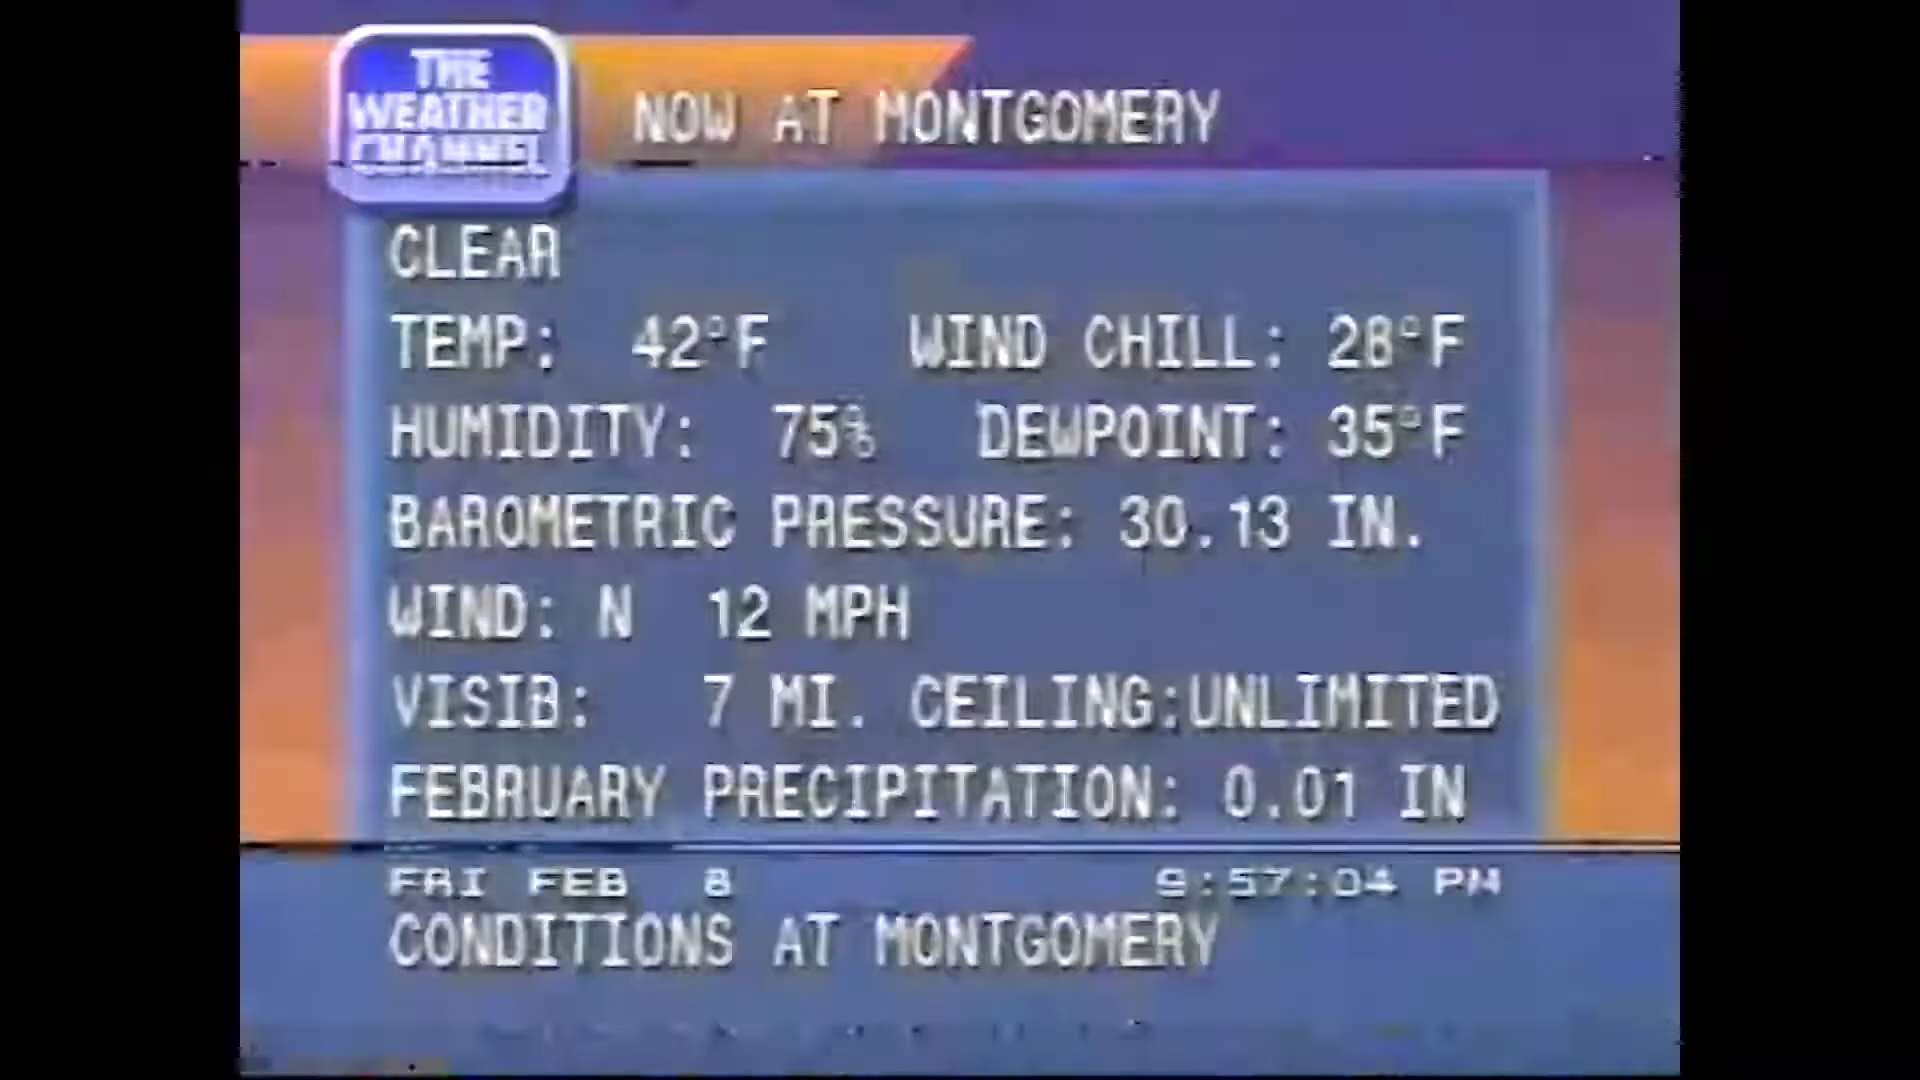 THE
WEATHER
CHANNEL
NOW AT MONTGOMERY
CLEAR
TEMP: 42°F WIND CHILL: 28°F
HUMIDITY: 75% DEWPOINT: 35°F
BAROMETRIC PRESSURE: 30.13 IN.
WIND: N 12 MPH
VISIB: 7 MI. CEILING:UNLIMITED
FEBRUARY PRECIPITATION: 0.01 IN
FRI FEB 8 9:57:04 PM
CONDITIONS AT MONTGOMERY